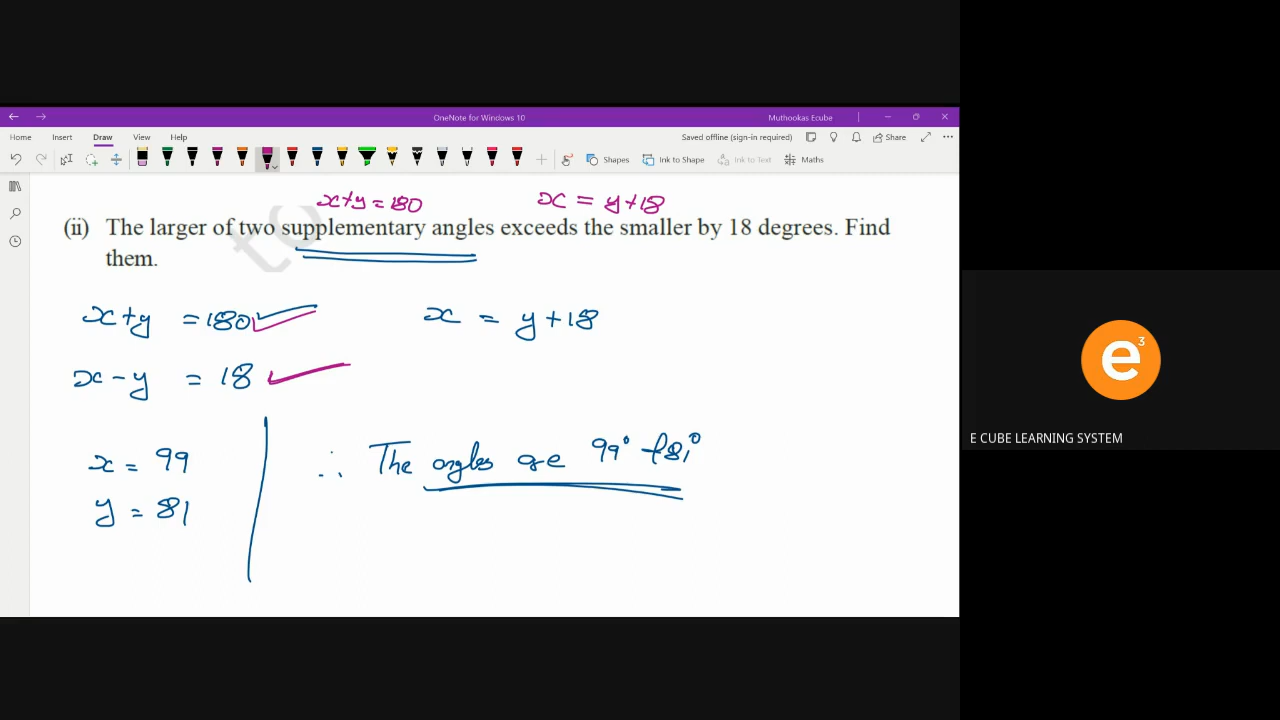 OneNote for Windows 10
Muthookas Ecube
Home Insert Draw View Help
Saved offline (sign-in required)
Share
Shapes
Ink to Shape
Ink to Text
Maths
x+y = 180 x = y+18
to
(ii) The larger of two supplementary angles exceeds the smaller by 18 degrees. Find
them.
x+y = 180 x = y+18
x-y = 18
x = 99
y = 81
∴ The angles are 99° & 81°
e3
E CUBE LEARNING SYSTEM